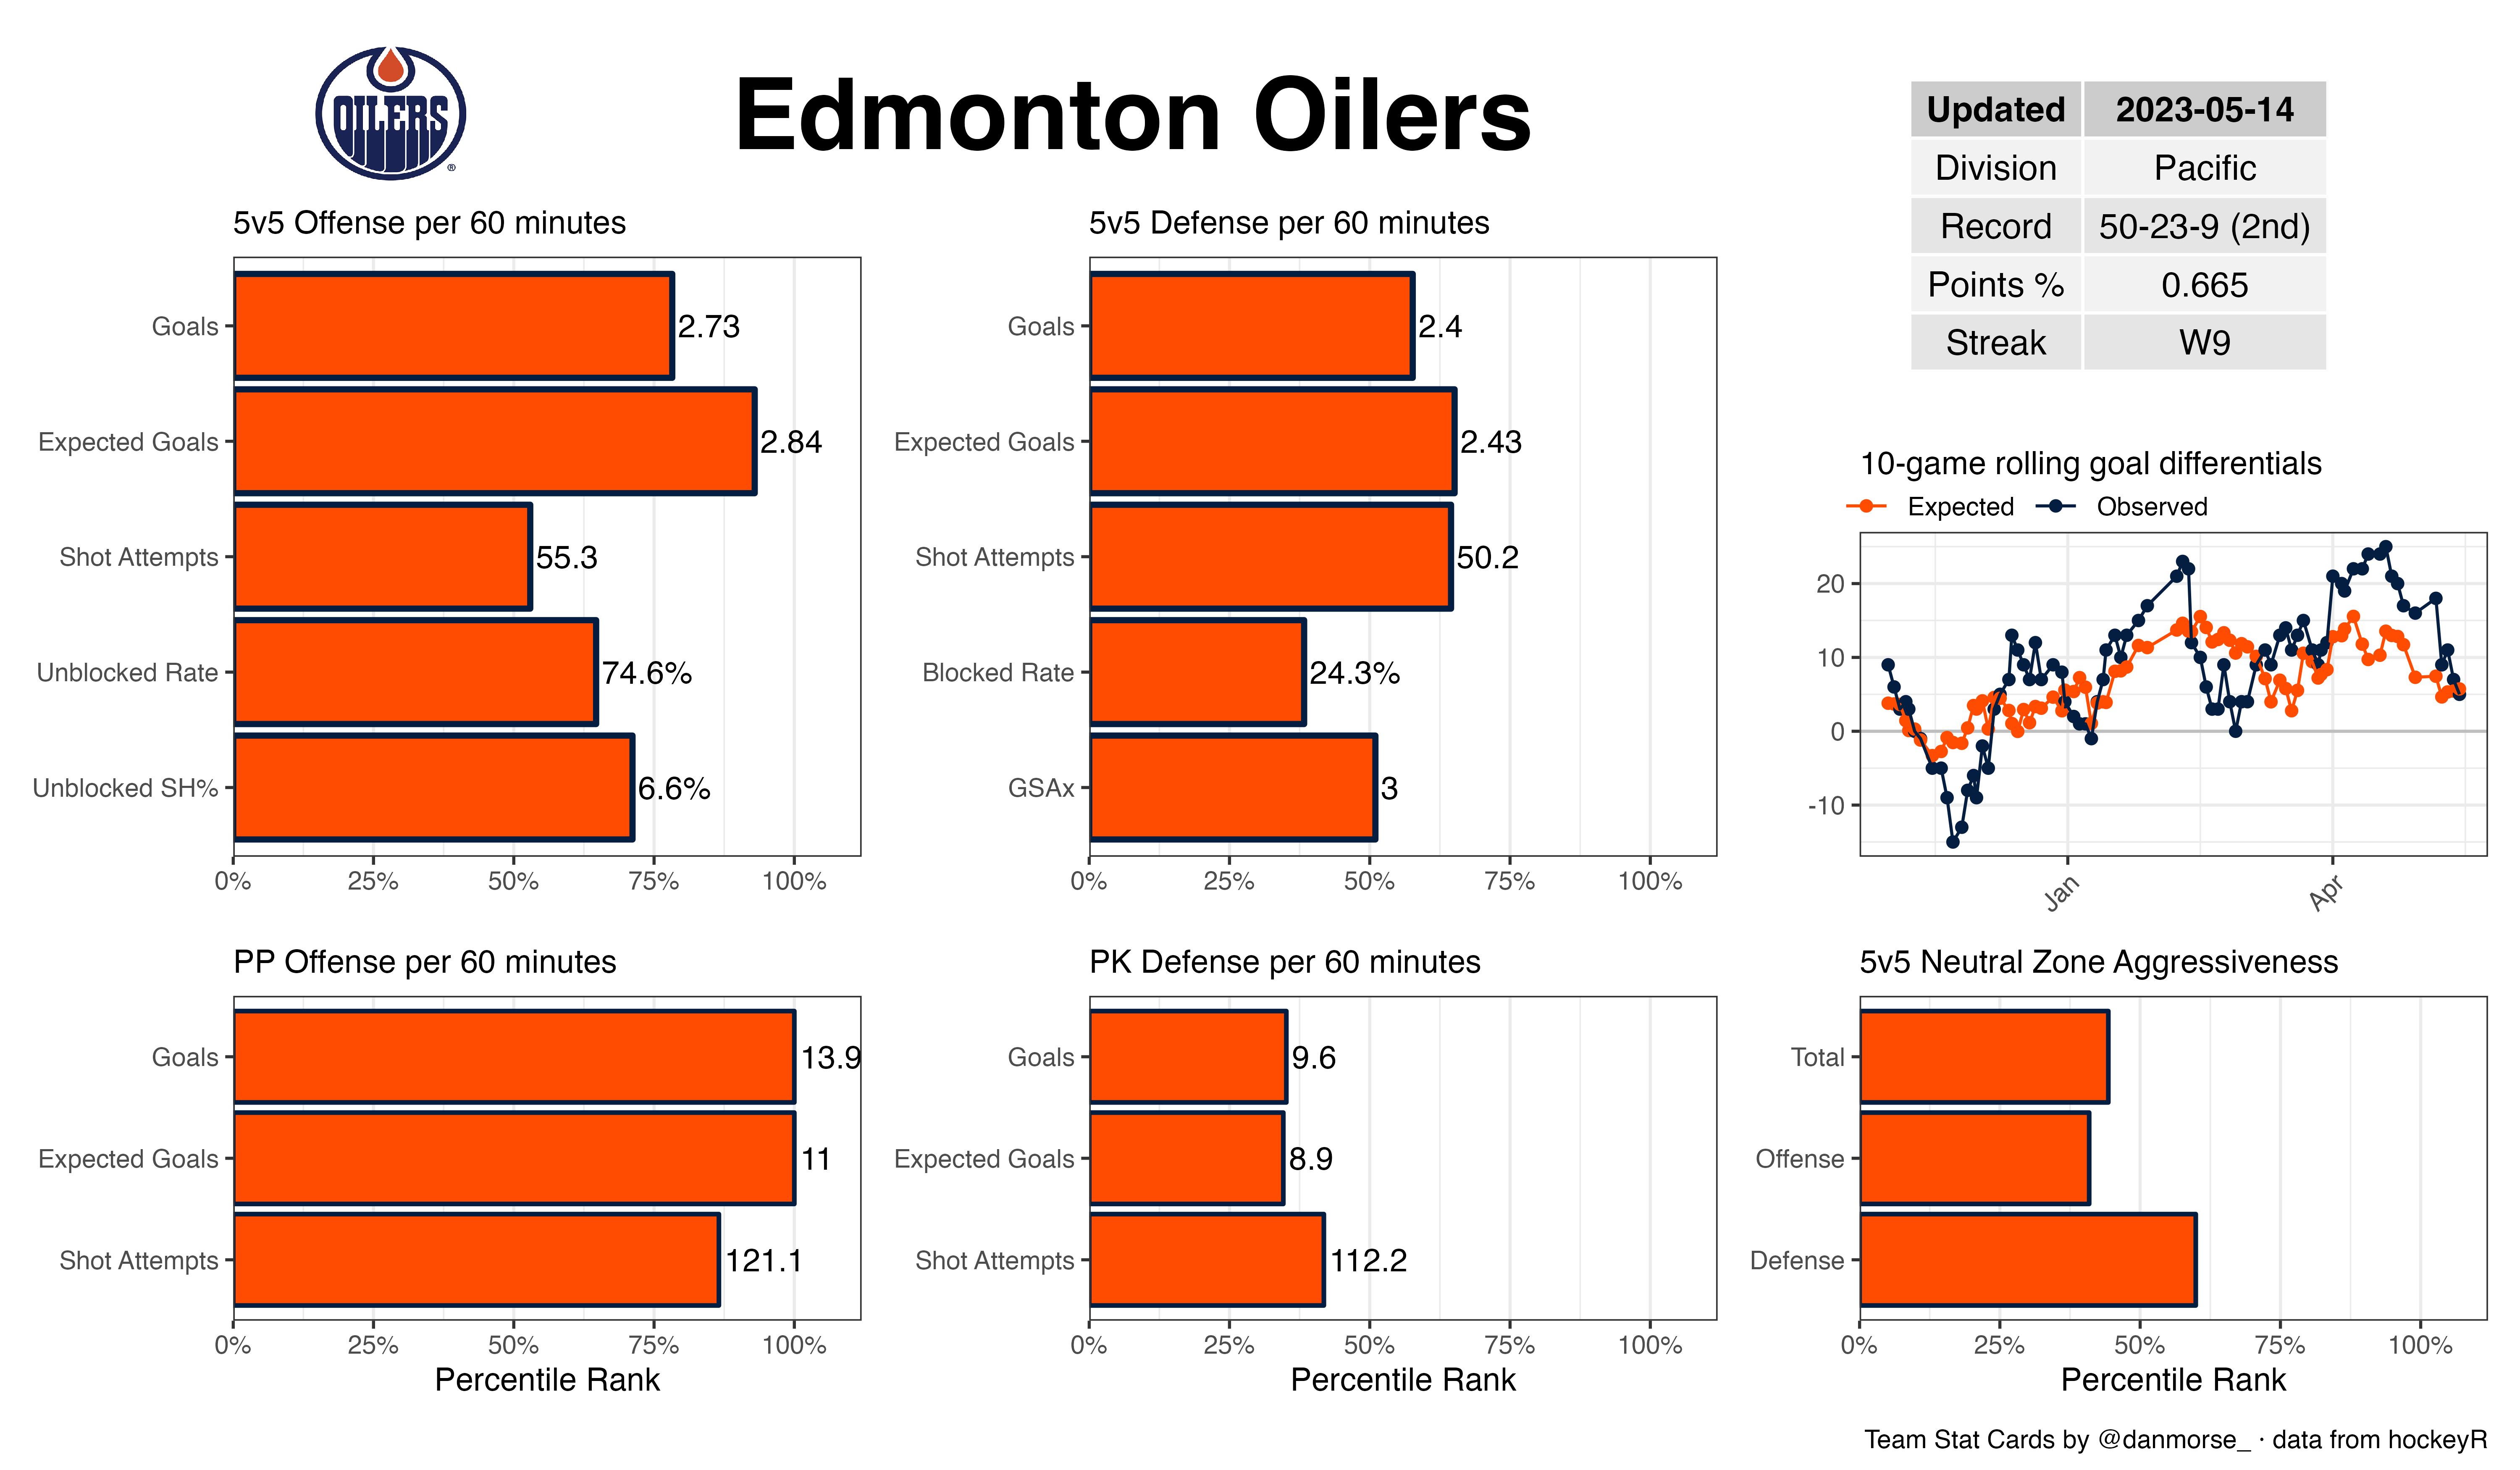 OILERS
®
Edmonton Oilers
Updated 2023-05-14
Division Pacific
Record 50-23-9 (2nd)
Points % 0.665
Streak W9
5v5 Offense per 60 minutes
Goals 2.73
Expected Goals 2.84
Shot Attempts 55.3
Unblocked Rate 74.6%
Unblocked SH% 6.6%
0% 25% 50% 75% 100%
5v5 Defense per 60 minutes
Goals 2.4
Expected Goals 2.43
Shot Attempts 50.2
Blocked Rate 24.3%
GSAx 3
0% 25% 50% 75% 100%
10-game rolling goal differentials
Expected Observed
20
10
0
-10
Jan Apr
PP Offense per 60 minutes
Goals 13.9
Expected Goals 11
Shot Attempts 121.1
0% 25% 50% 75% 100%
Percentile Rank
PK Defense per 60 minutes
Goals 9.6
Expected Goals 8.9
Shot Attempts 112.2
0% 25% 50% 75% 100%
Percentile Rank
5v5 Neutral Zone Aggressiveness
Total
Offense
Defense
0% 25% 50% 75% 100%
Percentile Rank
Team Stat Cards by @danmorse_ · data from hockeyR